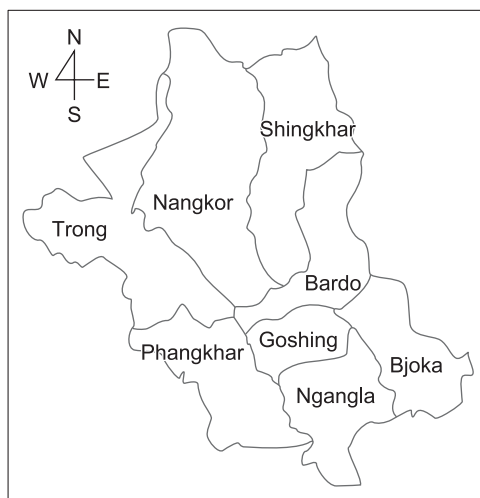 N
W E
S
Shingkhar
Nangkor
Trong
Bardo
Goshing
Phangkhar
Bjoka
Ngangla